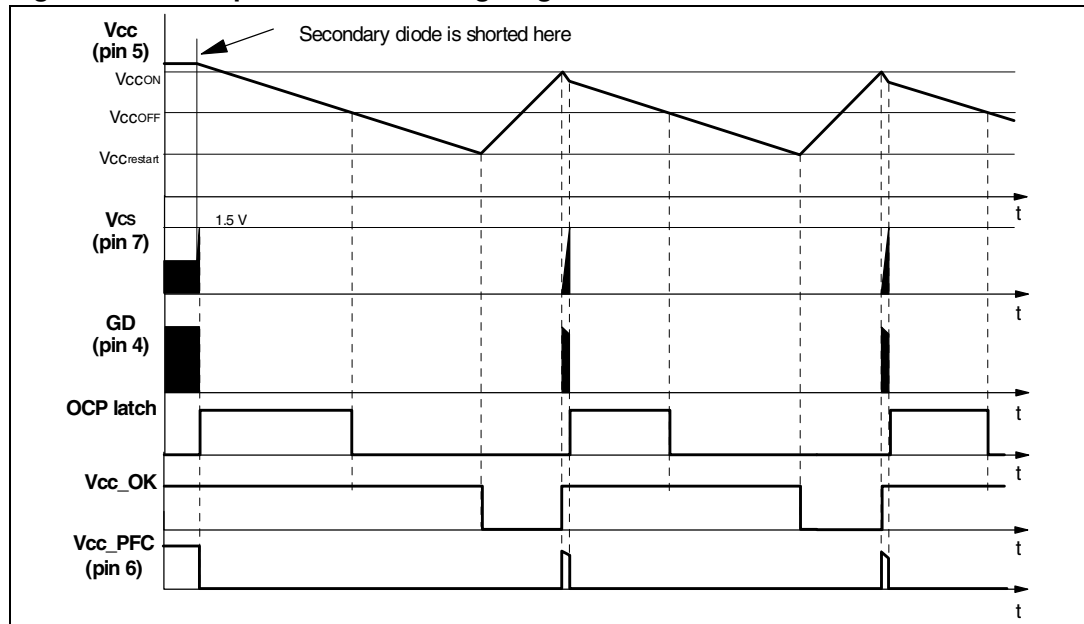 Vcc
(pin 5)
Secondary diode is shorted here
VccON
VccOFF
Vccrestart
t
Vcs
(pin 7)
1.5 V
t
GD
(pin 4)
t
OCP latch
t
Vcc_OK
t
Vcc_PFC
(pin 6)
t